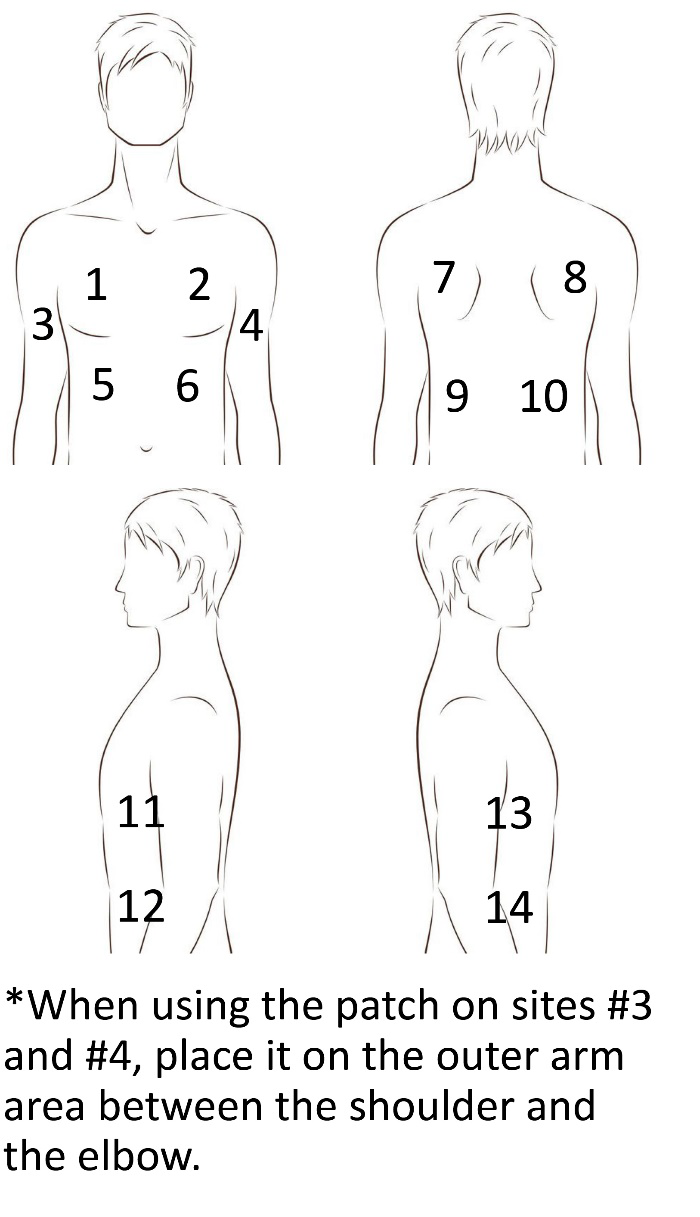 1 2
3 4
5 6
7 8
9 10
11
12
13
14
*When using the patch on sites #3
and #4, place it on the outer arm
area between the shoulder and
the elbow.